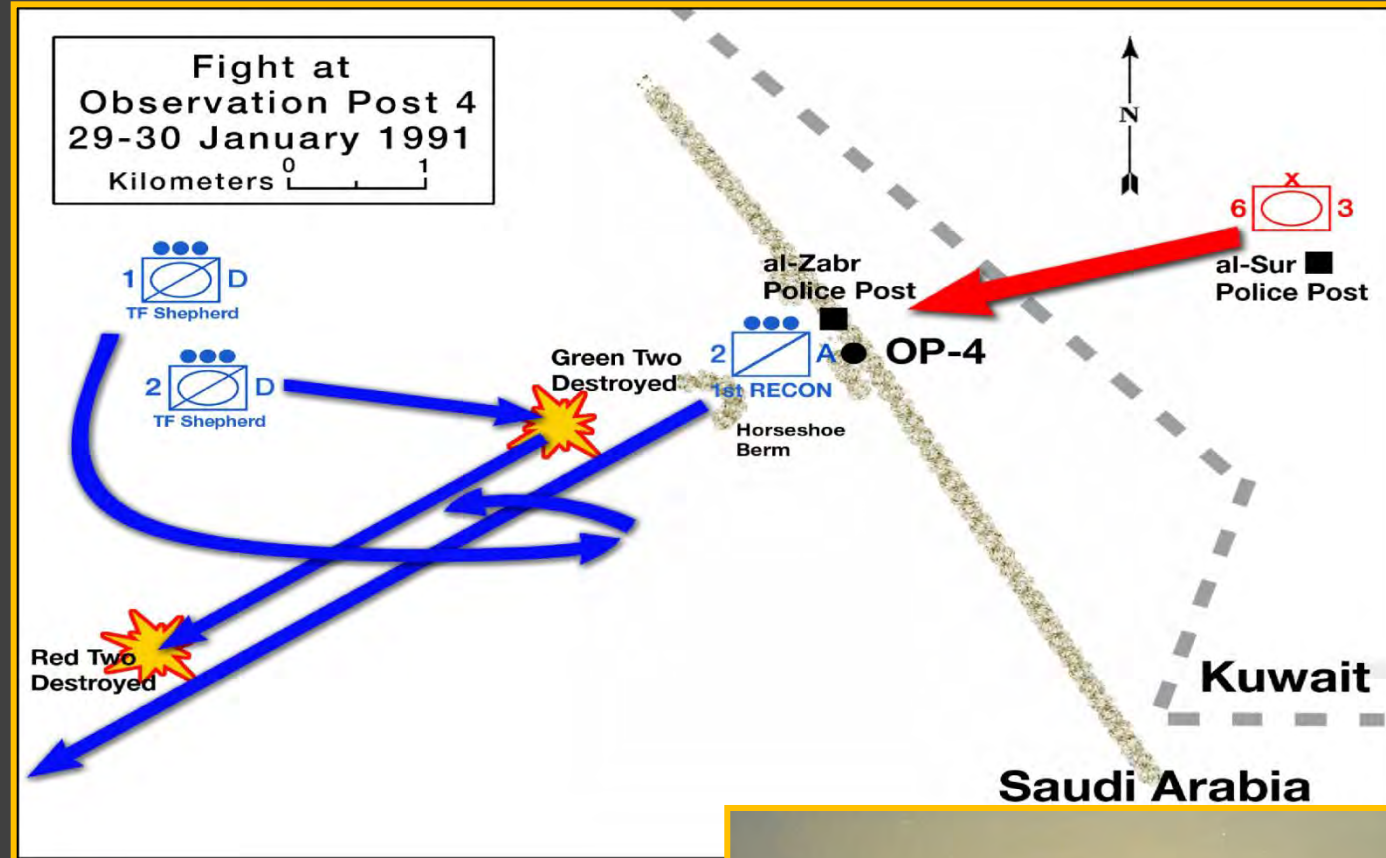 Fight at
Observation Post 4
29-30 January 1991
Kilometers 0 1
N
x
6 3
al-Sur
Police Post
al-Zabr
Police Post
1 D
TF Shepherd
2 D
TF Shepherd
Green Two
Destroyed
2 A OP-4
1st RECON
Horseshoe
Berm
Red Two
Destroyed
Kuwait
Saudi Arabia